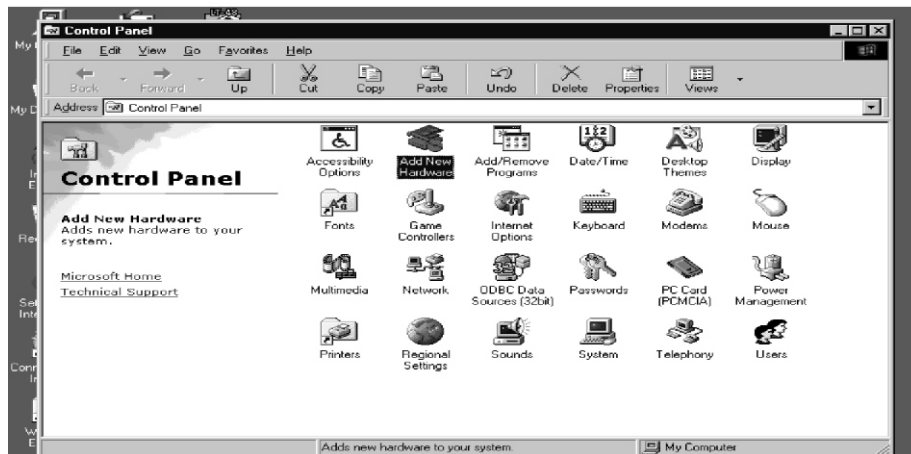 Control Panel
File Edit View Go Favorites Help
Back Forward Up Cut Copy Paste Undo Delete Properties Views
Address Control Panel
Control Panel
Add New Hardware
Adds new hardware to your
system.
Microsoft Home
Technical Support
Accessibility
Options
Add New
Hardware
Add/Remove
Programs
Date/Time
Desktop
Themes
Display
Fonts
Game
Controllers
Internet
Options
Keyboard
Modems
Mouse
Multimedia
Network
ODBC Data
Sources (32bit)
Passwords
PC Card
(PCMCIA)
Power
Management
Printers
Regional
Settings
Sounds
System
Telephony
Users
Adds new hardware to your system.
My Computer
My
My D